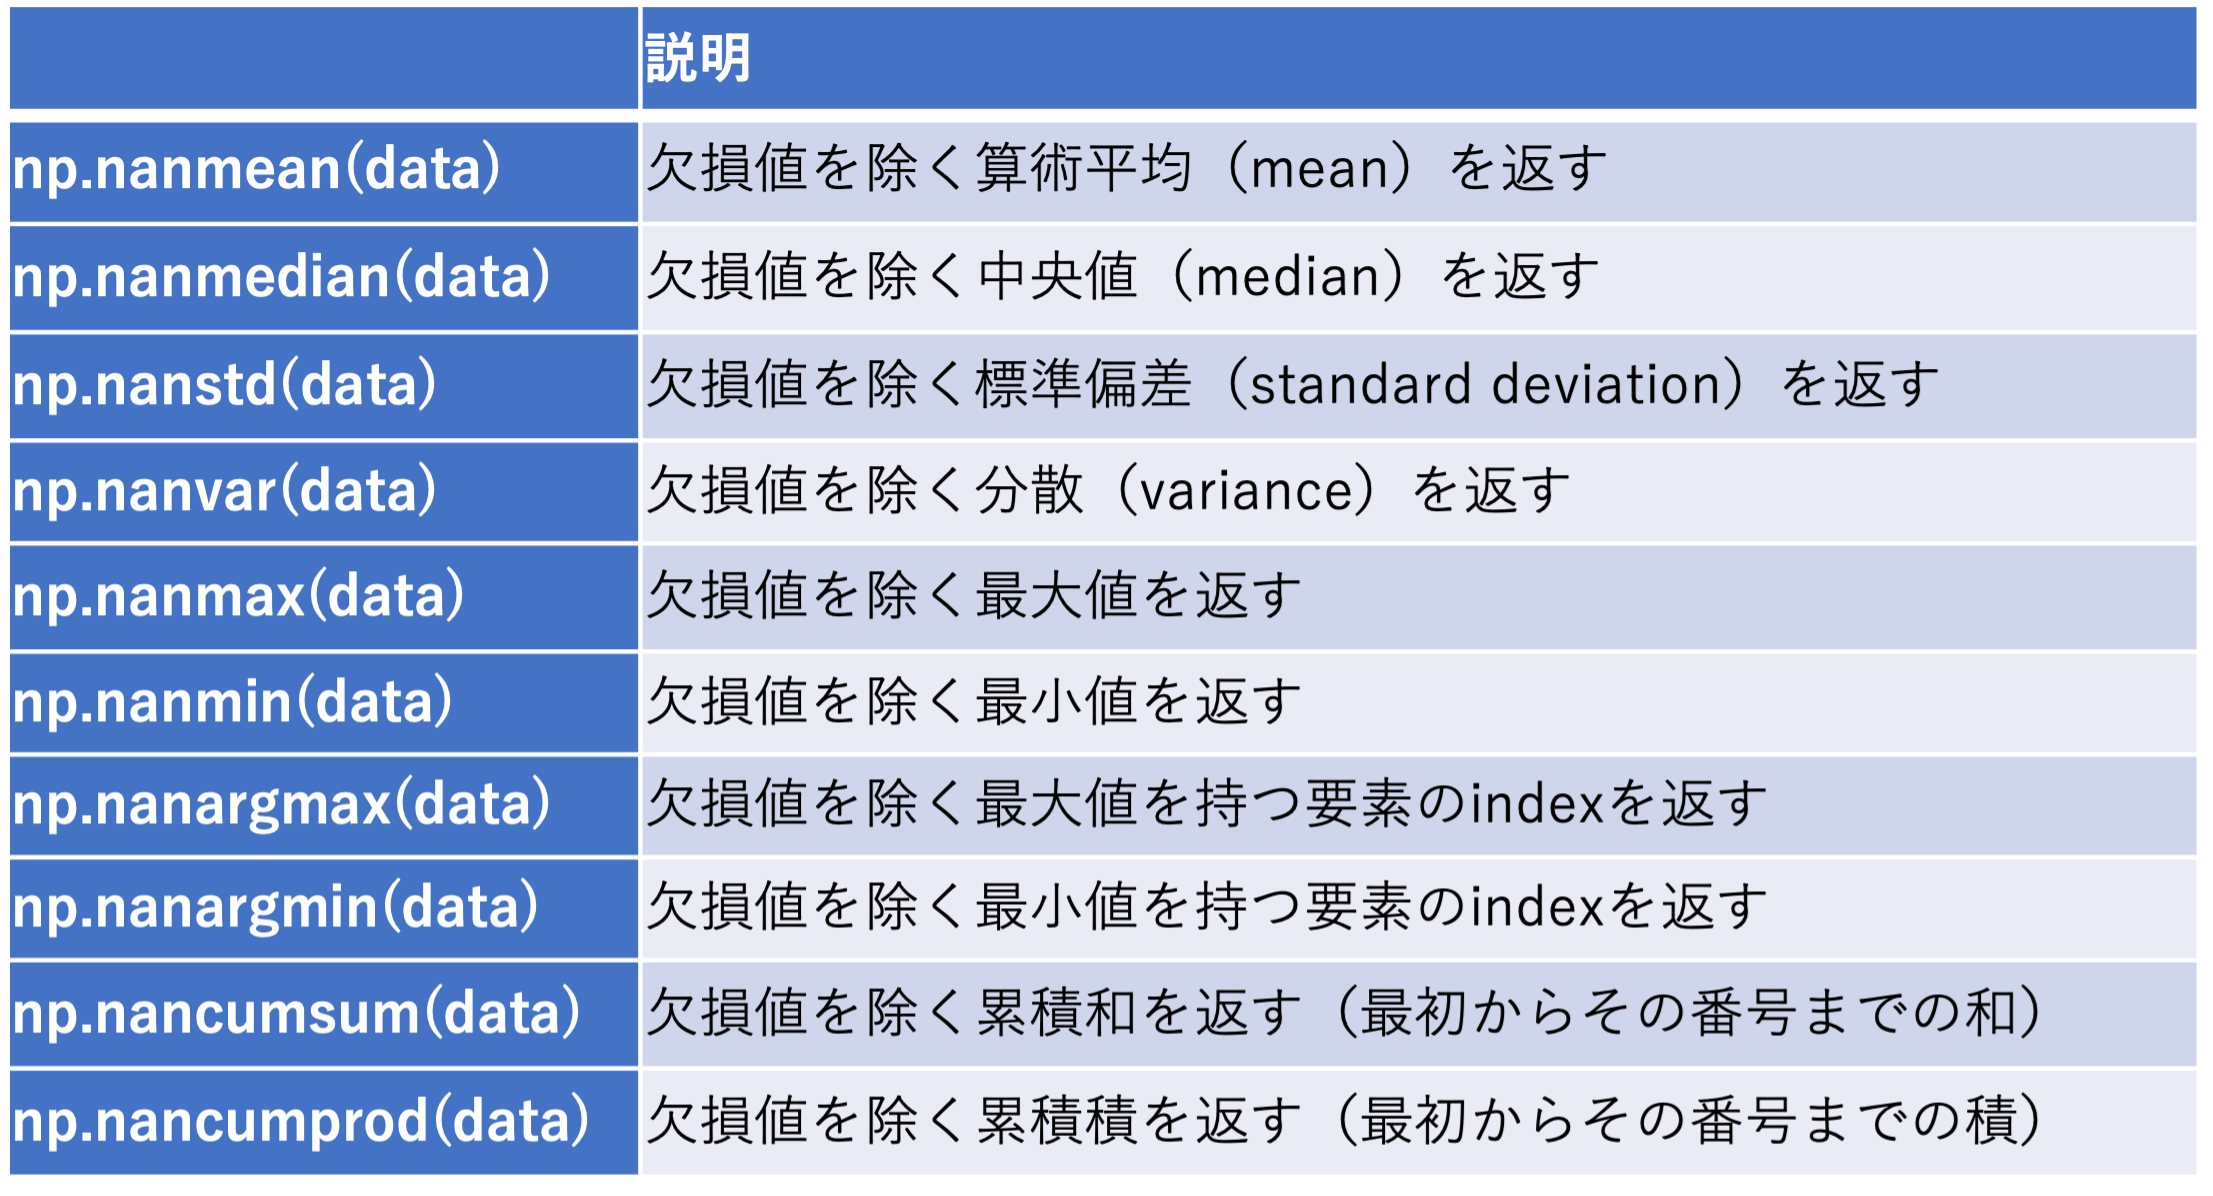 説明
np.nanmean(data) 欠損値を除く算術平均（mean）を返す
np.nanmedian(data) 欠損値を除く中央値（median）を返す
np.nanstd(data) 欠損値を除く標準偏差（standard deviation）を返す
np.nanvar(data) 欠損値を除く分散（variance）を返す
np.nanmax(data) 欠損値を除く最大値を返す
np.nanmin(data) 欠損値を除く最小値を返す
np.nanargmax(data) 欠損値を除く最大値を持つ要素のindexを返す
np.nanargmin(data) 欠損値を除く最小値を持つ要素のindexを返す
np.nancumsum(data) 欠損値を除く累積和を返す（最初からその番号までの和）
np.nancumprod(data) 欠損値を除く累積積を返す（最初からその番号までの積）